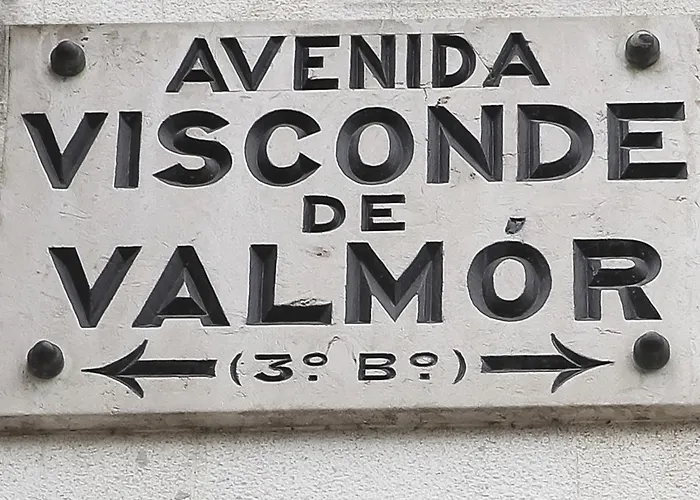 AVENIDA
VISCONDE
DE
VALMÓR
← (3º Bº.) →